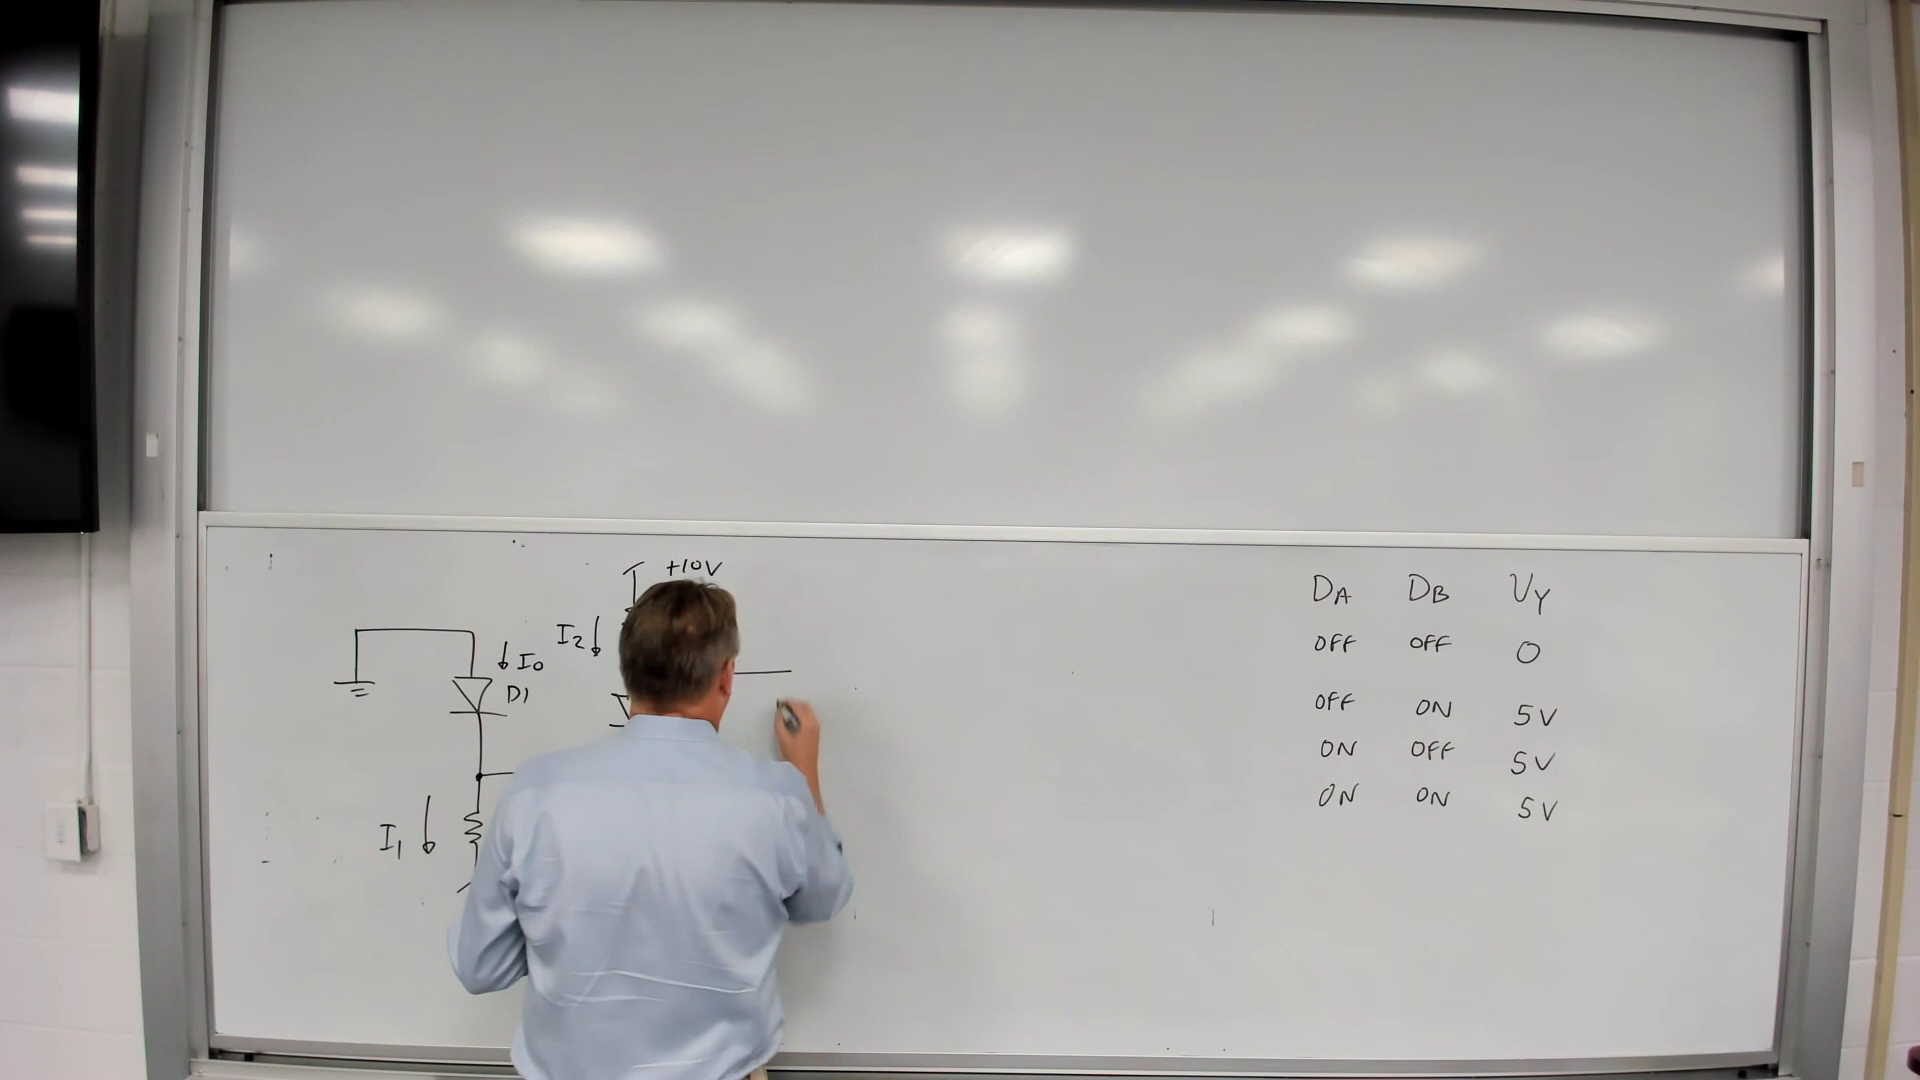 +10V
I2
I0
D1
I1
DA DB VY
OFF OFF 0
OFF ON 5V
ON OFF 5V
ON ON 5V